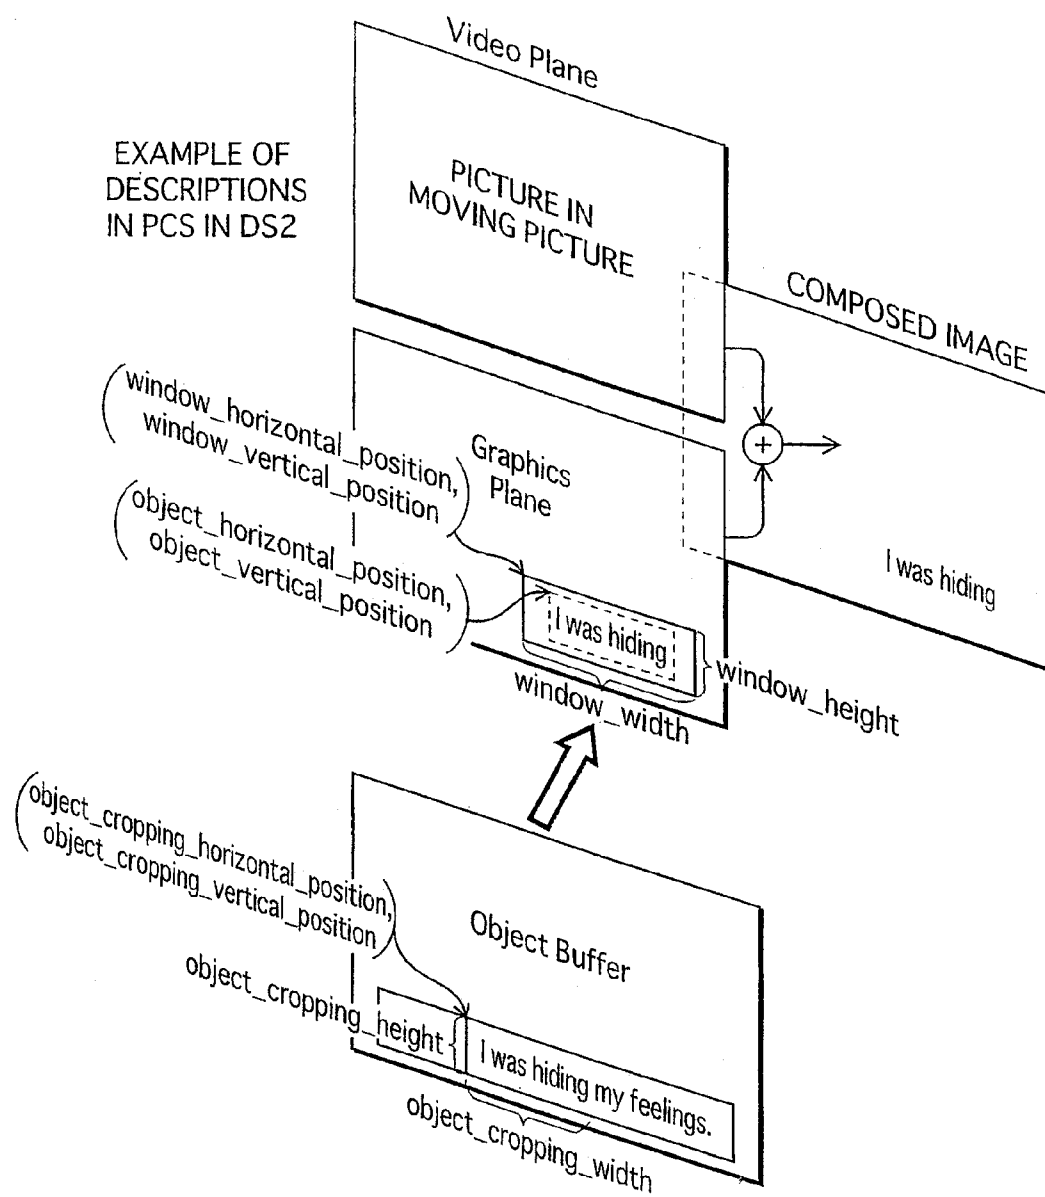 Video Plane
EXAMPLE OF
DESCRIPTIONS
IN PCS IN DS2
PICTURE IN
MOVING PICTURE
COMPOSED IMAGE
(window_horizontal_position,
window_vertical_position)
Graphics
Plane
(object_horizontal_position,
object_vertical_position)
+
I was hiding
I was hiding
window_height
window_width
(object_cropping_horizontal_position,
object_cropping_vertical_position)
Object Buffer
object_cropping_height
I was hiding my feelings.
object_cropping_width